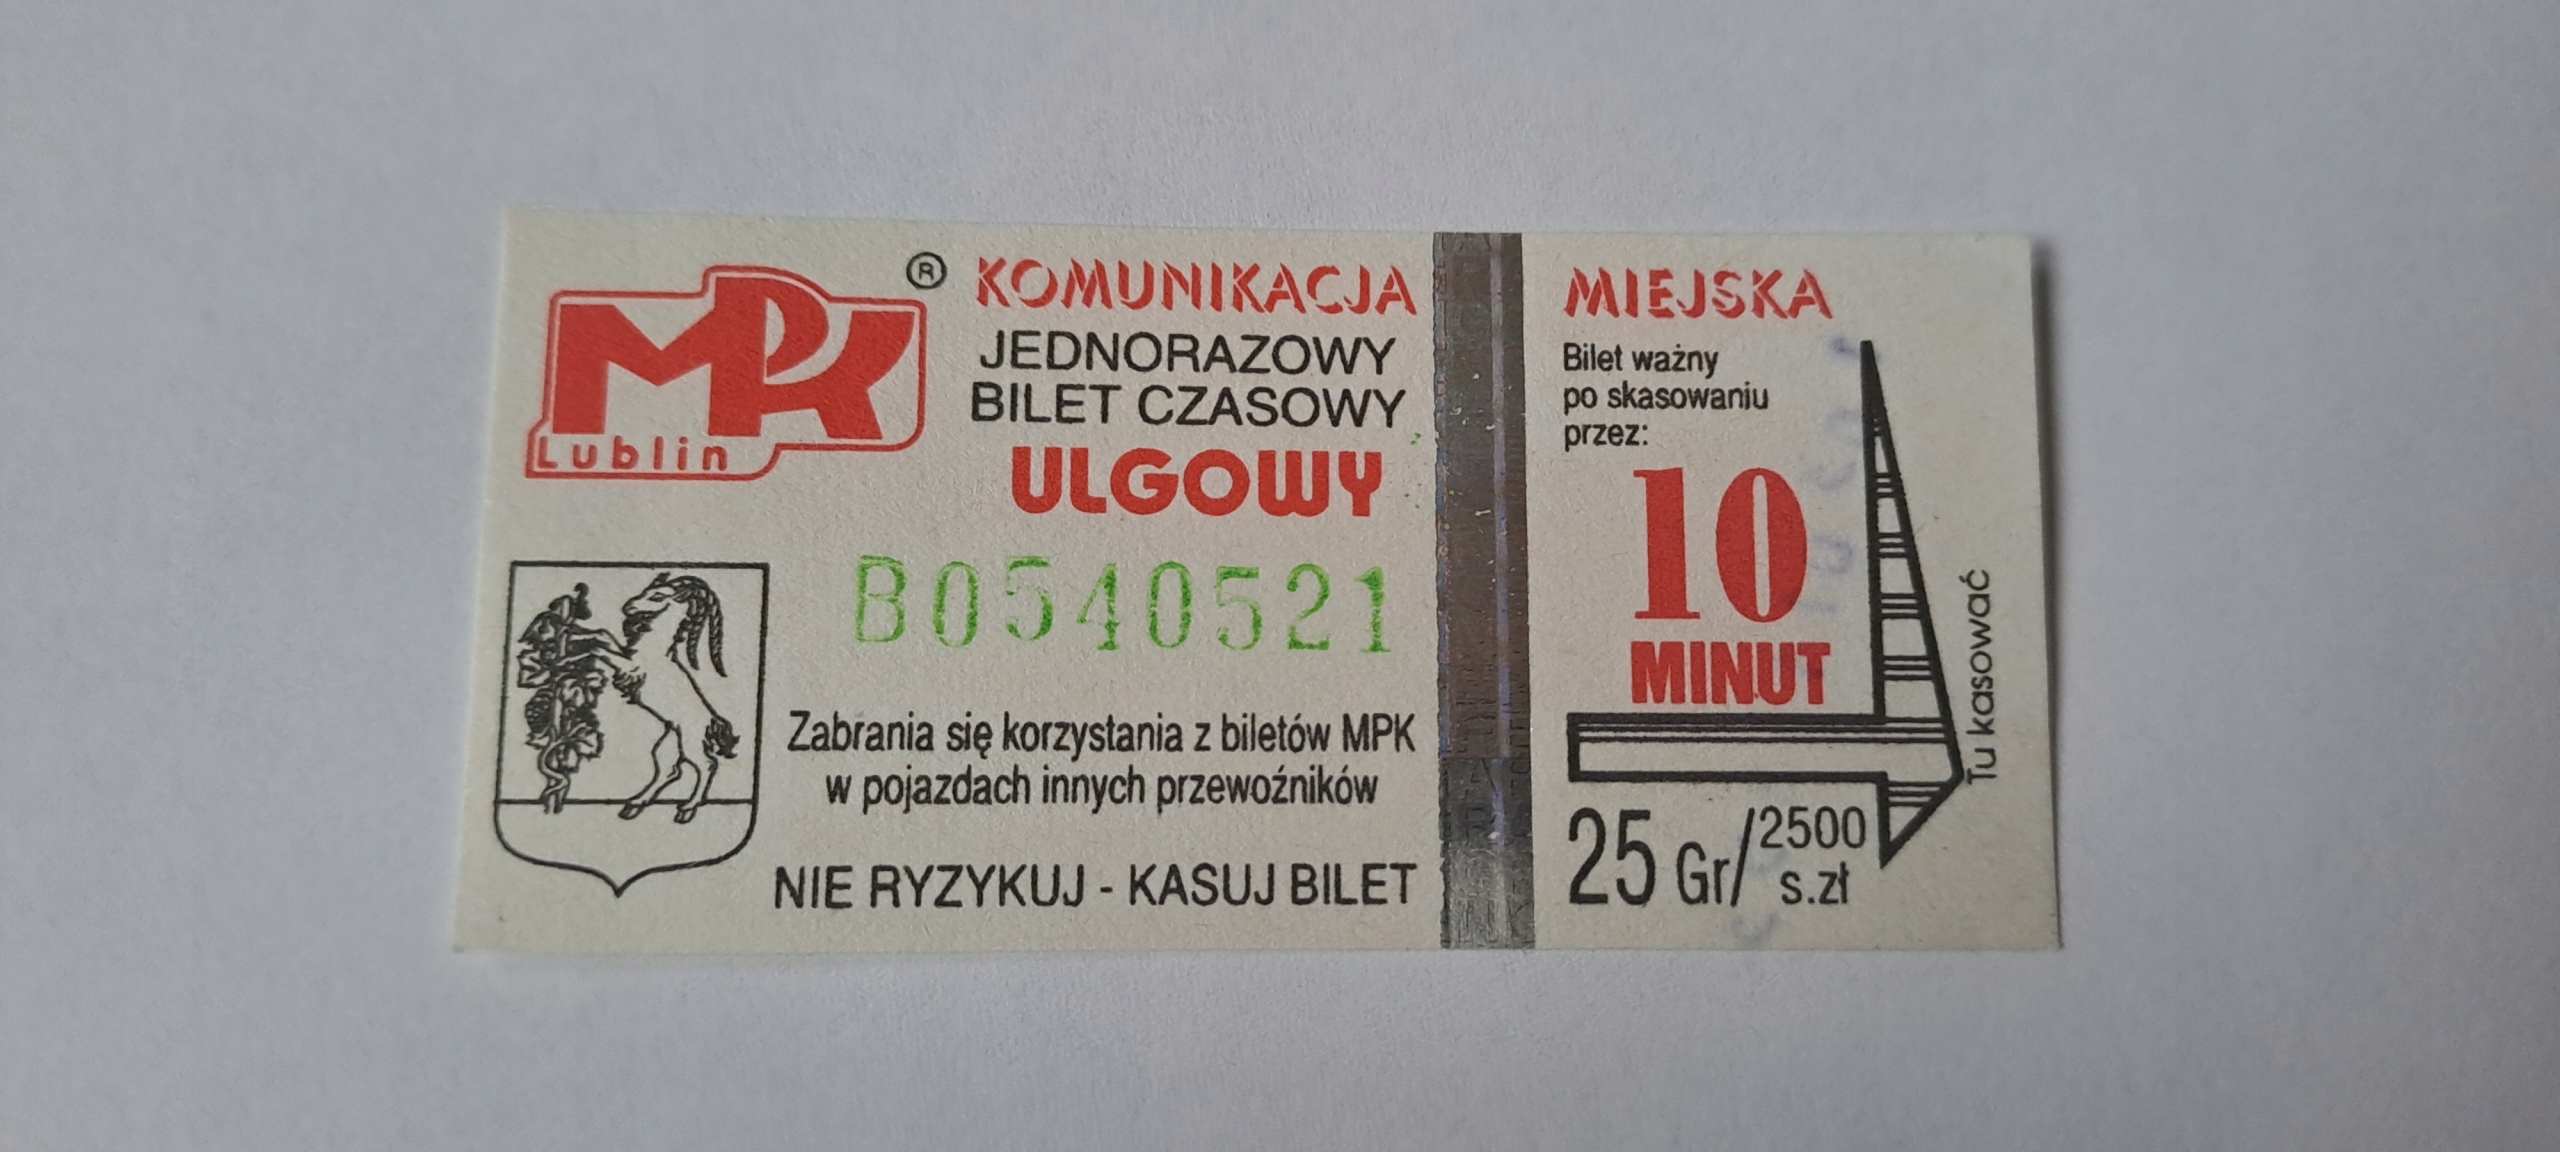 MPK
Lublin
®
KOMUNIKACJA MIEJSKA
JEDNORAZOWY
BILET CZASOWY
ULGOWY
B0540521
Zabrania się korzystania z biletów MPK
w pojazdach innych przewoźników
NIE RYZYKUJ - KASUJ BILET
Bilet ważny
po skasowaniu
przez:
10
MINUT
Tu kasować
25 Gr/2500
s.zł